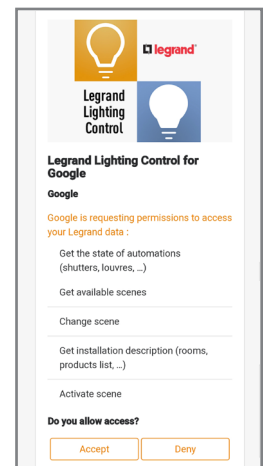 legrand
Legrand
Lighting
Control
Legrand Lighting Control for
Google
Google
Google is requesting permissions to access
your Legrand data :
Get the state of automations
(shutters, louvres, ...)
Get available scenes
Change scene
Get installation description (rooms,
products list, ...)
Activate scene
Do you allow access?
Accept
Deny